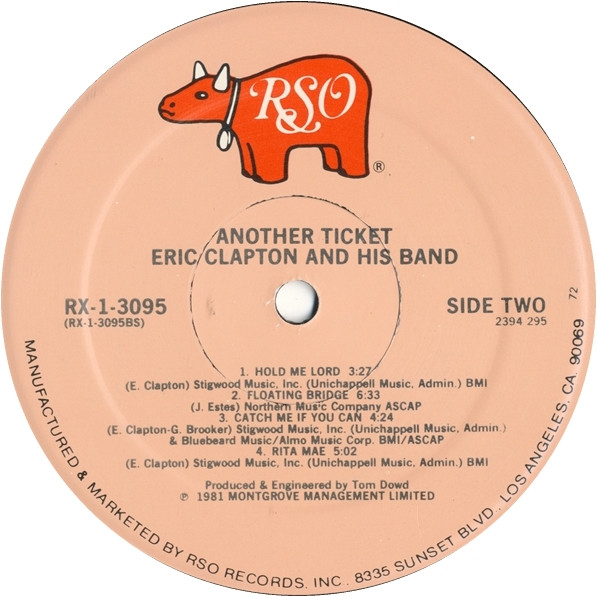 RSO
®
ANOTHER TICKET
ERIC CLAPTON AND HIS BAND
RX-1-3095
(RX-1-3095BS)
SIDE TWO
2394 295
72
1. HOLD ME LORD 3:27
(E. Clapton) Stigwood Music, Inc. (Unichappell Music, Admin.) BMI
2. FLOATING BRIDGE 6:33
(J. Estes) Northern Music Company ASCAP
3. CATCH ME IF YOU CAN 4:24
(E. Clapton-G. Brooker) Stigwood Music, Inc. (Unichappell Music, Admin.)
& Bluebeard Music/Almo Music Corp. BMI/ASCAP
4. RITA MAE 5:02
(E. Clapton) Stigwood Music, Inc. (Unichappell Music, Admin.) BMI
Produced & Engineered by Tom Dowd
℗ 1981 MONTGROVE MANAGEMENT LIMITED
MANUFACTURED & MARKETED BY RSO RECORDS, INC., 8335 SUNSET BLVD., LOS ANGELES, CA. 90069